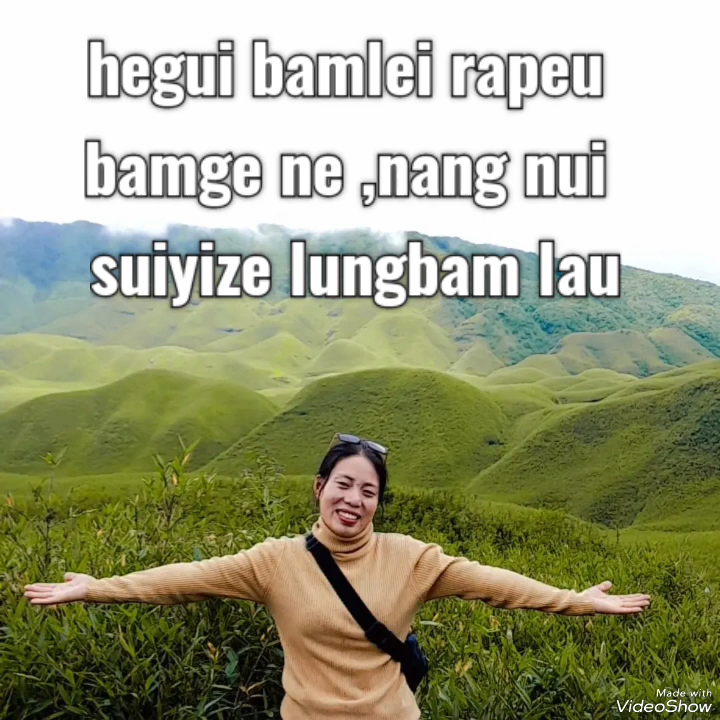 hegui bamlei rapeu
bamge ne ,nang nui
suiyize lungbam lau
Made with
VideoShow